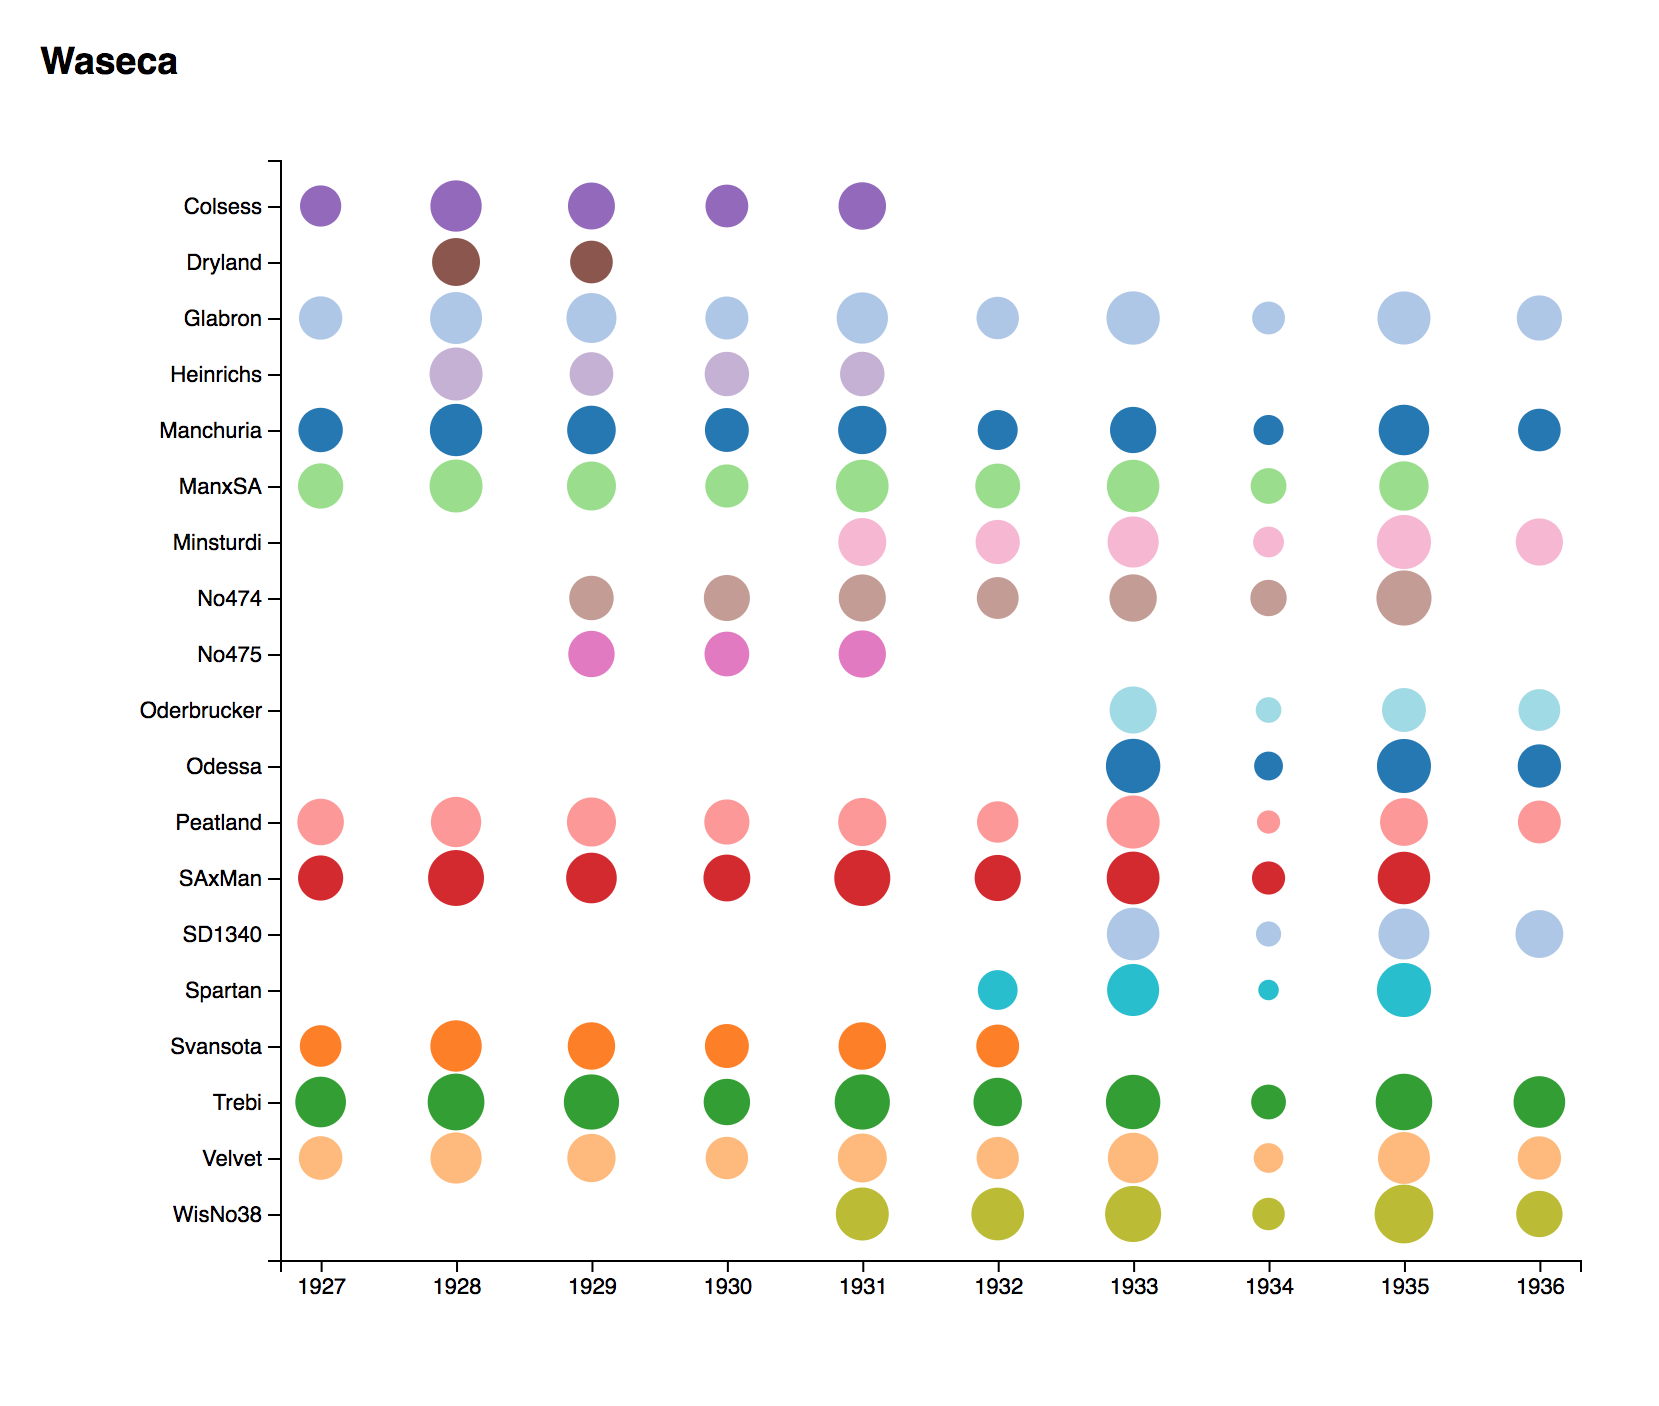 Waseca
Colsess
Dryland
Glabron
Heinrichs
Manchuria
ManxSA
Minsturdi
No474
No475
Oderbrucker
Odessa
Peatland
SAxMan
SD1340
Spartan
Svansota
Trebi
Velvet
WisNo38
1927 1928 1929 1930 1931 1932 1933 1934 1935 1936